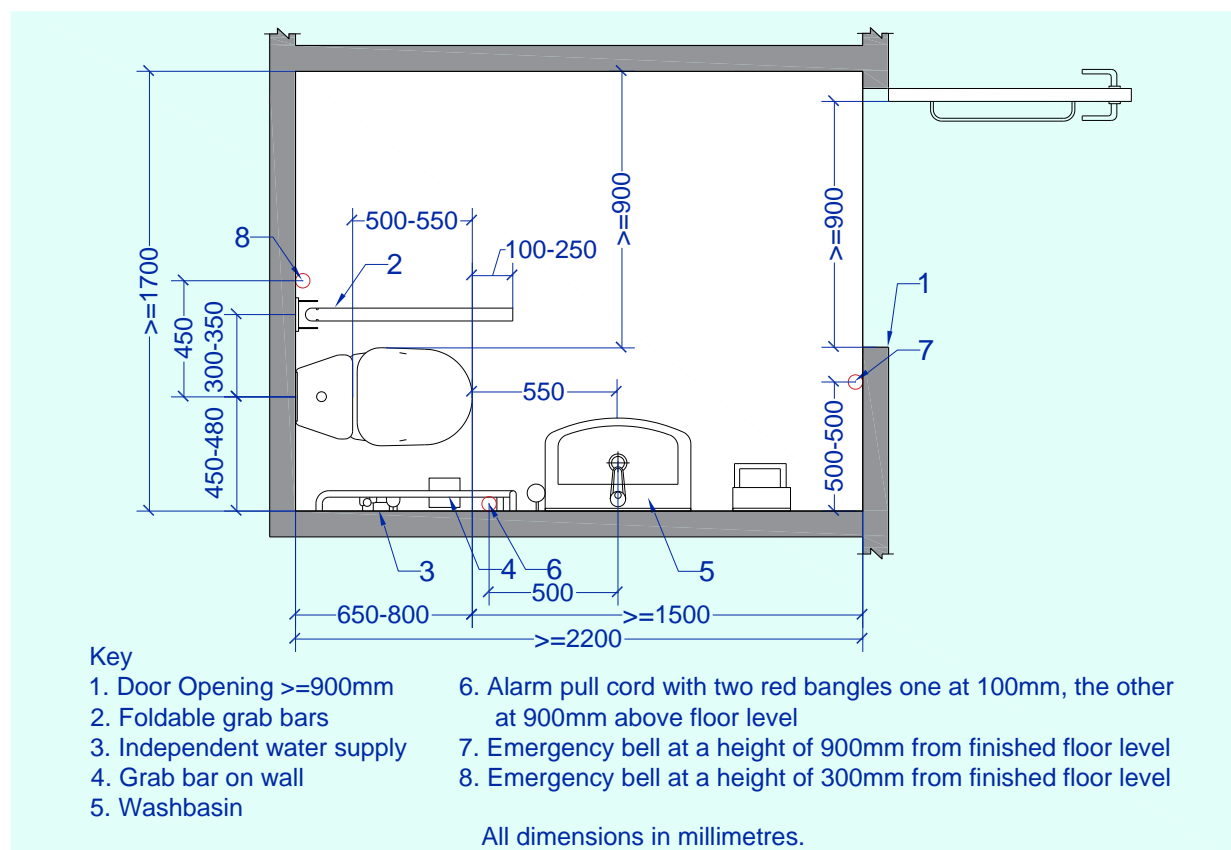 8
500-550
2
100-250
>=900
>=900
1
7
>=1700
450
300-350
450-480
550
500-500
3
4
6
5
500
650-800
>=1500
>=2200
Key
1. Door Opening >=900mm
2. Foldable grab bars
3. Independent water supply
4. Grab bar on wall
5. Washbasin
6. Alarm pull cord with two red bangles one at 100mm, the other
at 900mm above floor level
7. Emergency bell at a height of 900mm from finished floor level
8. Emergency bell at a height of 300mm from finished floor level
All dimensions in millimetres.